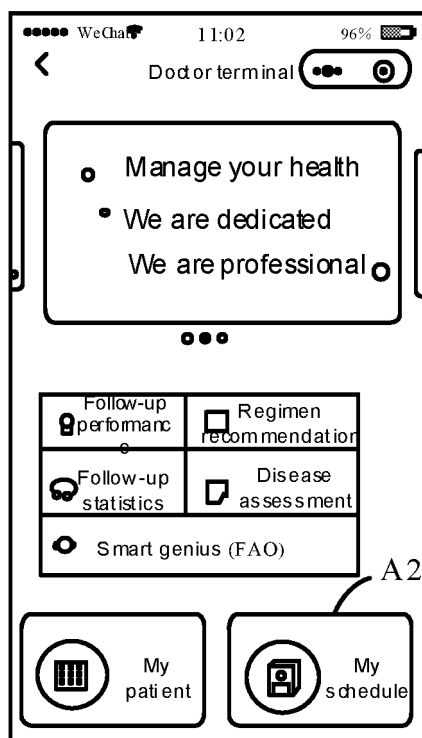 WeChat 11:02 96%
Doctor terminal
Manage your health
We are dedicated
We are professional
Follow-up performance
Regimen recommendation
Follow-up statistics
Disease assessment
Smart genius (FAO)
A2
My patient
My schedule